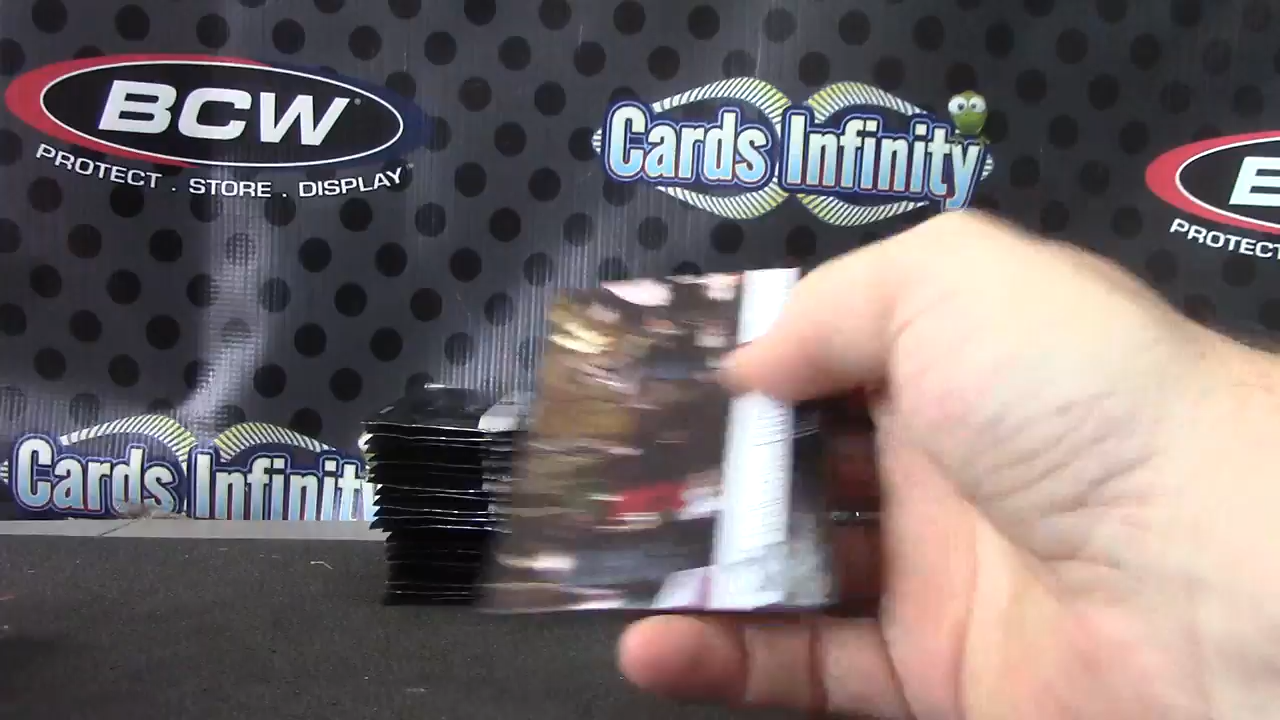 BCW
PROTECT . STORE . DISPLAY
Cards Infinity
B
PROTECT
Cards Infinity